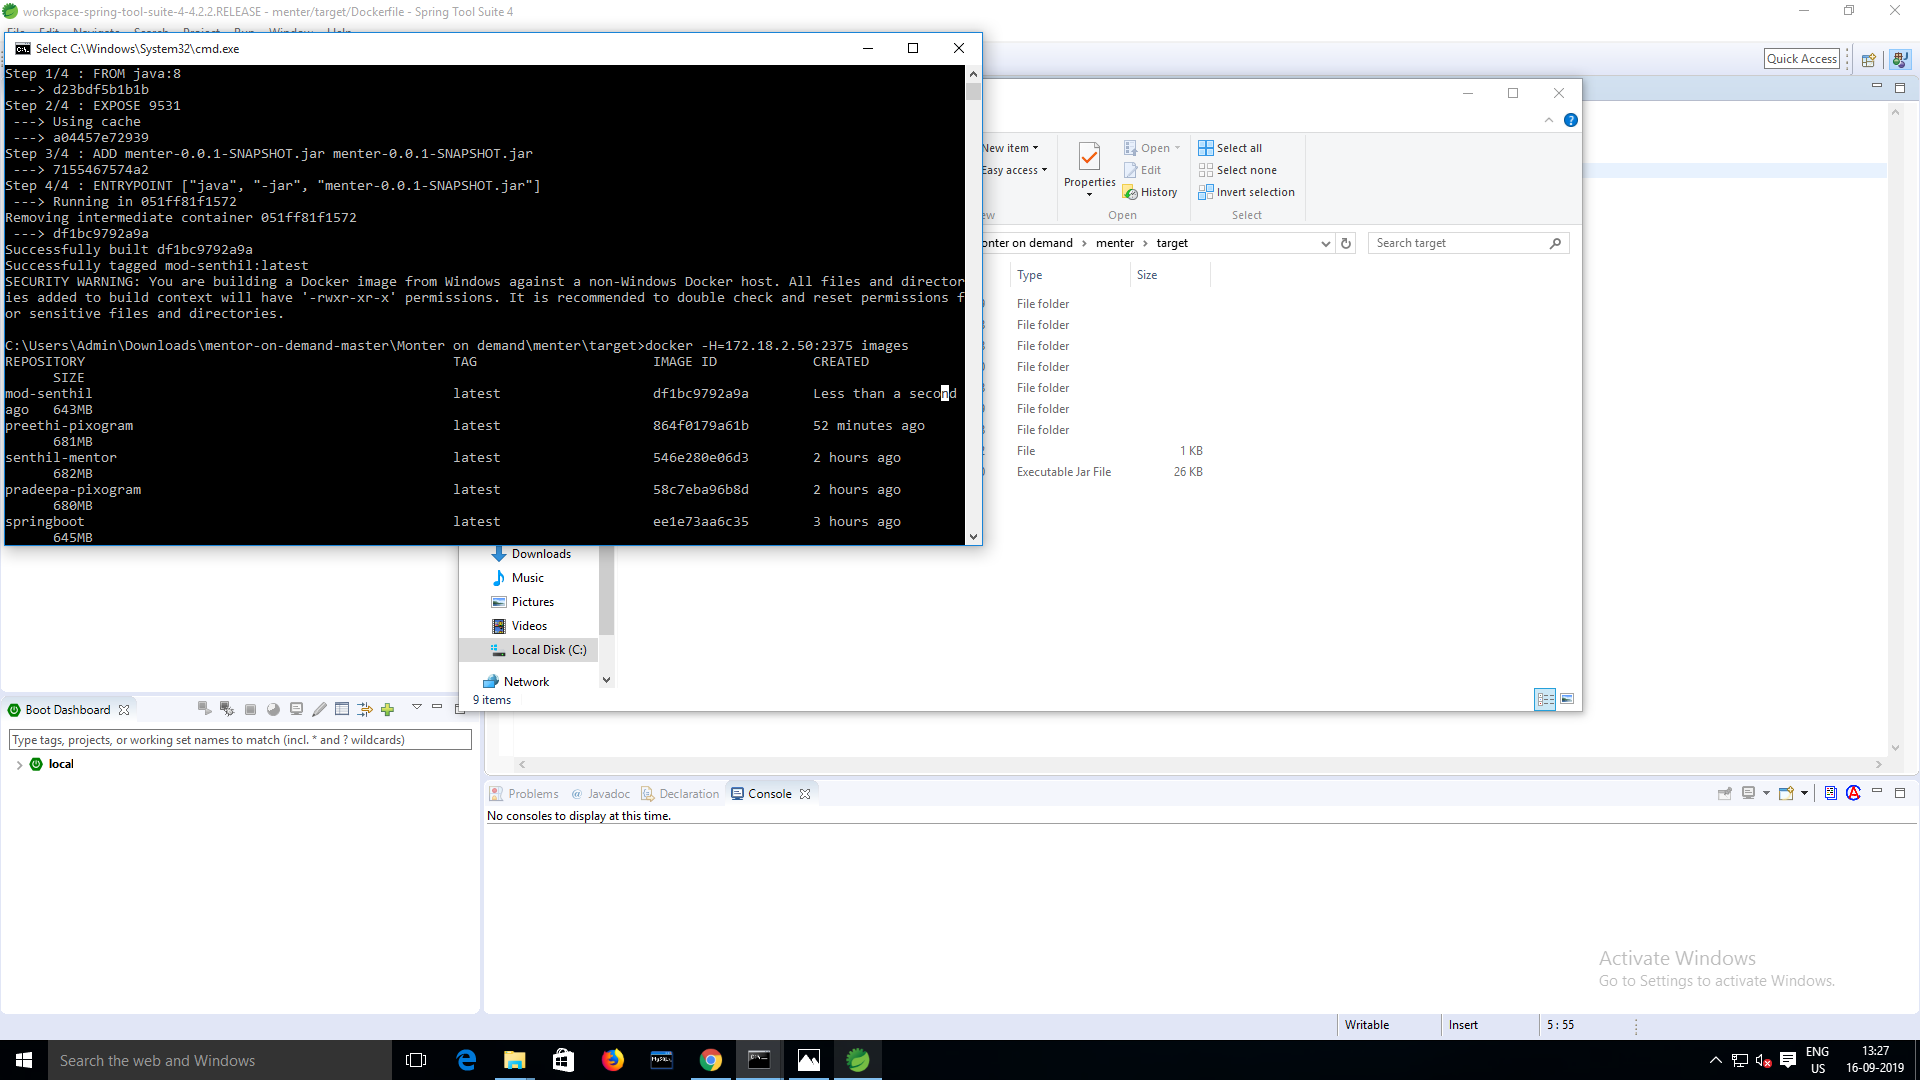 workspace-spring-tool-suite-4-4.2.2.RELEASE - menter/target/Dockerfile - Spring Tool Suite 4
File Edit Navigate Search Project Run Window Help
Select C:\Windows\System32\cmd.exe
Step 1/4 : FROM java:8
---> d23bdf5b1b1b
Step 2/4 : EXPOSE 9531
---> Using cache
---> a04457e72939
Step 3/4 : ADD menter-0.0.1-SNAPSHOT.jar menter-0.0.1-SNAPSHOT.jar
---> 7155467574a2
Step 4/4 : ENTRYPOINT ["java", "-jar", "menter-0.0.1-SNAPSHOT.jar"]
---> Running in 051ff81f1572
Removing intermediate container 051ff81f1572
---> df1bc9792a9a
Successfully built df1bc9792a9a
Successfully tagged mod-senthil:latest
SECURITY WARNING: You are building a Docker image from Windows against a non-Windows Docker host. All files and director
ies added to build context will have '-rwxr-xr-x' permissions. It is recommended to double check and reset permissions f
or sensitive files and directories.
C:\Users\Admin\Downloads\mentor-on-demand-master\Monter on demand\menter\target>docker -H=172.18.2.50:2375 images
REPOSITORY TAG IMAGE ID CREATED
SIZE
mod-senthil latest df1bc9792a9a Less than a second
ago 643MB
preethi-pixogram latest 864f0179a61b 52 minutes ago
681MB
senthil-mentor latest 546e280e06d3 2 hours ago
682MB
pradeepa-pixogram latest 58c7eba96b8d 2 hours ago
680MB
springboot latest ee1e73aa6c35 3 hours ago
645MB
Quick Access
New item
Easy access
ew
Properties
Open
Edit
History
Open
Select all
Select none
Invert selection
Select
onter on demand > menter > target
Search target
Type Size
File folder
File folder
File folder
File folder
File folder
File folder
File folder
File 1 KB
Executable Jar File 26 KB
Downloads
Music
Pictures
Videos
Local Disk (C:)
Network
9 items
Boot Dashboard
Type tags, projects, or working set names to match (incl. * and ? wildcards)
local
Problems @ Javadoc Declaration Console
No consoles to display at this time.
Activate Windows
Go to Settings to activate Windows.
Writable Insert 5 : 55
Search the web and Windows
MySQL
ENG
US
13:27
16-09-2019